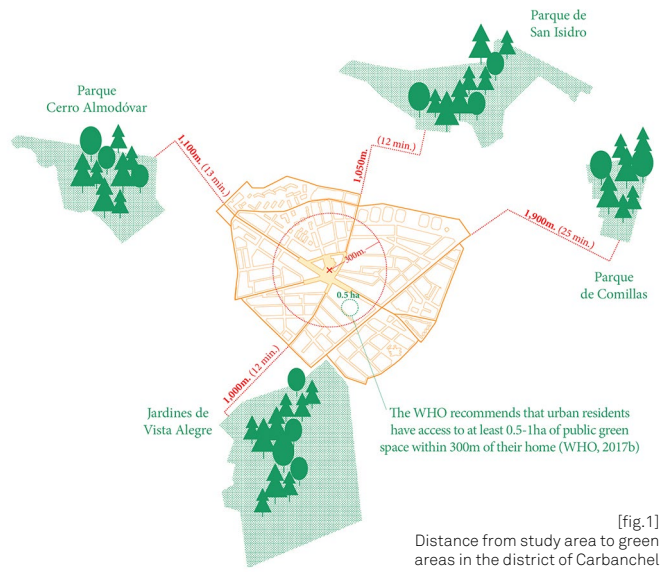 Parque de
San Isidro
Parque
Cerro Almodóvar
1,100m. (13 min.)
1,050m.
(12 min.)
1,900m. (25 min.)
300m.
0.5 ha
Parque
de Comillas
1,000m. (12 min.)
Jardines de
Vista Alegre
The WHO recommends that urban residents
have access to at least 0.5-1ha of public green
space within 300m of their home (WHO, 2017b)
[fig.1]
Distance from study area to green
areas in the district of Carbanchel